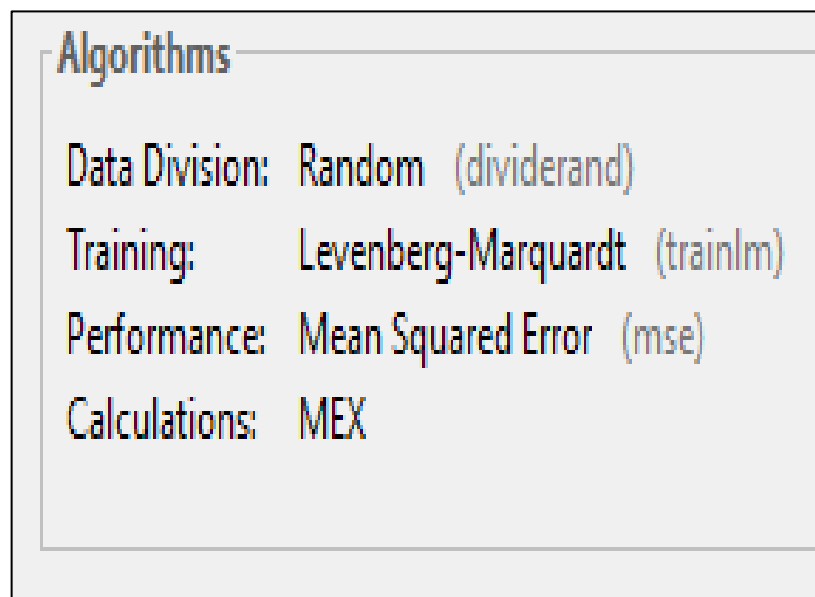 Algorithms
Data Division: Random (dividerand)
Training: Levenberg-Marquardt (trainlm)
Performance: Mean Squared Error (mse)
Calculations: MEX